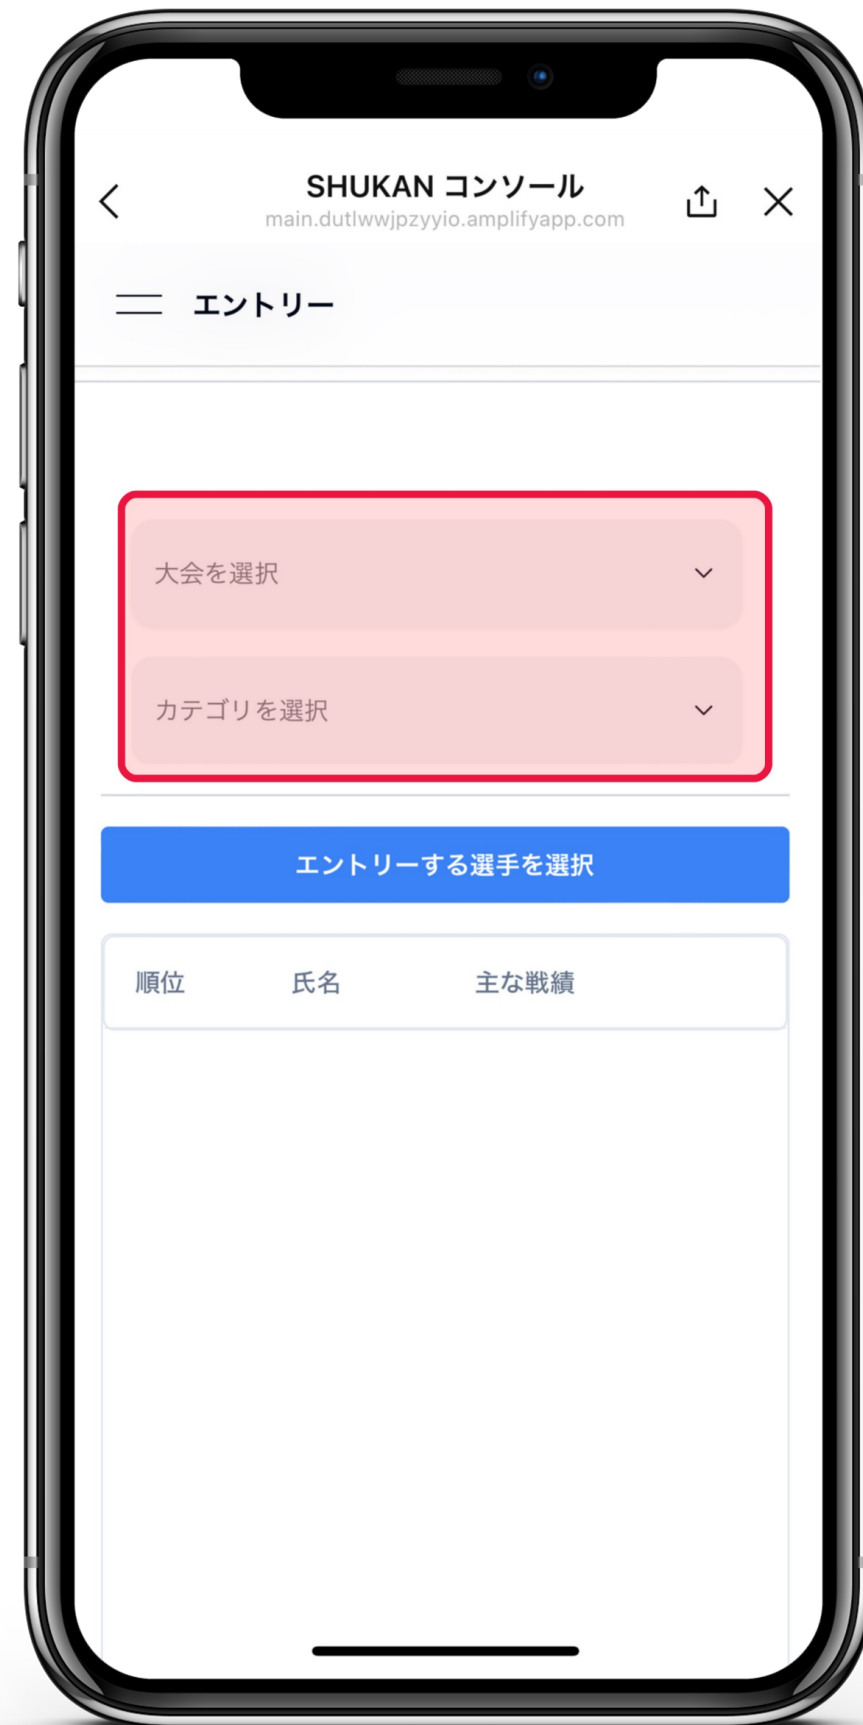 SHUKAN コンソール
main.dutlwwjpzyyio.amplifyapp.com
エントリー
大会を選択
カテゴリを選択
エントリーする選手を選択
順位 氏名 主な戦績